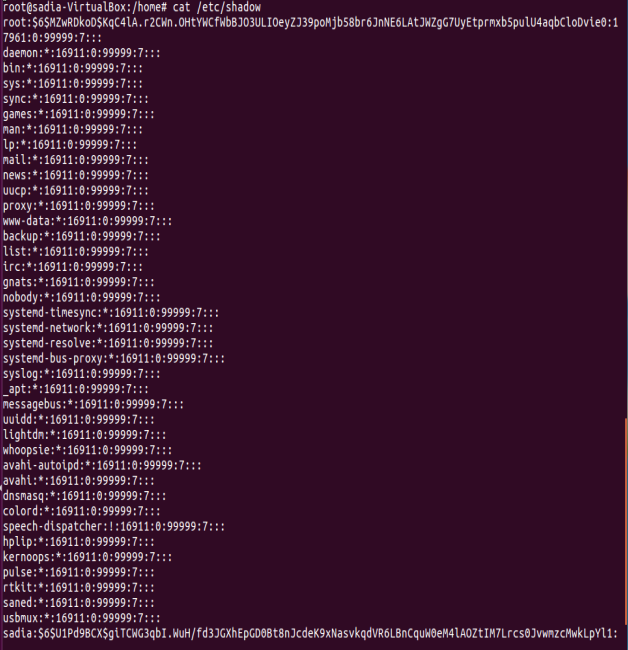 root@sadia-VirtualBox:/home# cat /etc/shadow
root:$6$MZwRDkoD$KqC4lA.r2CWn.OHtYWCfWbBJO3ULIOeyZJ39poMjb58br6JnNE6LAtJWZgG7UyEtprmxb5pulU4aqbCloDvie0:1
7961:0:99999:7:::
daemon:*:16911:0:99999:7:::
bin:*:16911:0:99999:7:::
sys:*:16911:0:99999:7:::
sync:*:16911:0:99999:7:::
games:*:16911:0:99999:7:::
man:*:16911:0:99999:7:::
lp:*:16911:0:99999:7:::
mail:*:16911:0:99999:7:::
news:*:16911:0:99999:7:::
uucp:*:16911:0:99999:7:::
proxy:*:16911:0:99999:7:::
www-data:*:16911:0:99999:7:::
backup:*:16911:0:99999:7:::
list:*:16911:0:99999:7:::
irc:*:16911:0:99999:7:::
gnats:*:16911:0:99999:7:::
nobody:*:16911:0:99999:7:::
systemd-timesync:*:16911:0:99999:7:::
systemd-network:*:16911:0:99999:7:::
systemd-resolve:*:16911:0:99999:7:::
systemd-bus-proxy:*:16911:0:99999:7:::
syslog:*:16911:0:99999:7:::
_apt:*:16911:0:99999:7:::
messagebus:*:16911:0:99999:7:::
uuidd:*:16911:0:99999:7:::
lightdm:*:16911:0:99999:7:::
whoopsie:*:16911:0:99999:7:::
avahi-autoipd:*:16911:0:99999:7:::
avahi:*:16911:0:99999:7:::
dnsmasq:*:16911:0:99999:7:::
colord:*:16911:0:99999:7:::
speech-dispatcher:!:16911:0:99999:7:::
hplip:*:16911:0:99999:7:::
kernoops:*:16911:0:99999:7:::
pulse:*:16911:0:99999:7:::
rtkit:*:16911:0:99999:7:::
saned:*:16911:0:99999:7:::
usbmux:*:16911:0:99999:7:::
sadia:$6$U1Pd9BCX$giTCWG3qbI.WuH/fd3JGXhEpGD0Bt8nJcdeK9xNasvkqdVR6LBnCquW0eM4lAOZtIM7Lrcs0JvwmzcMwkLpYl1: